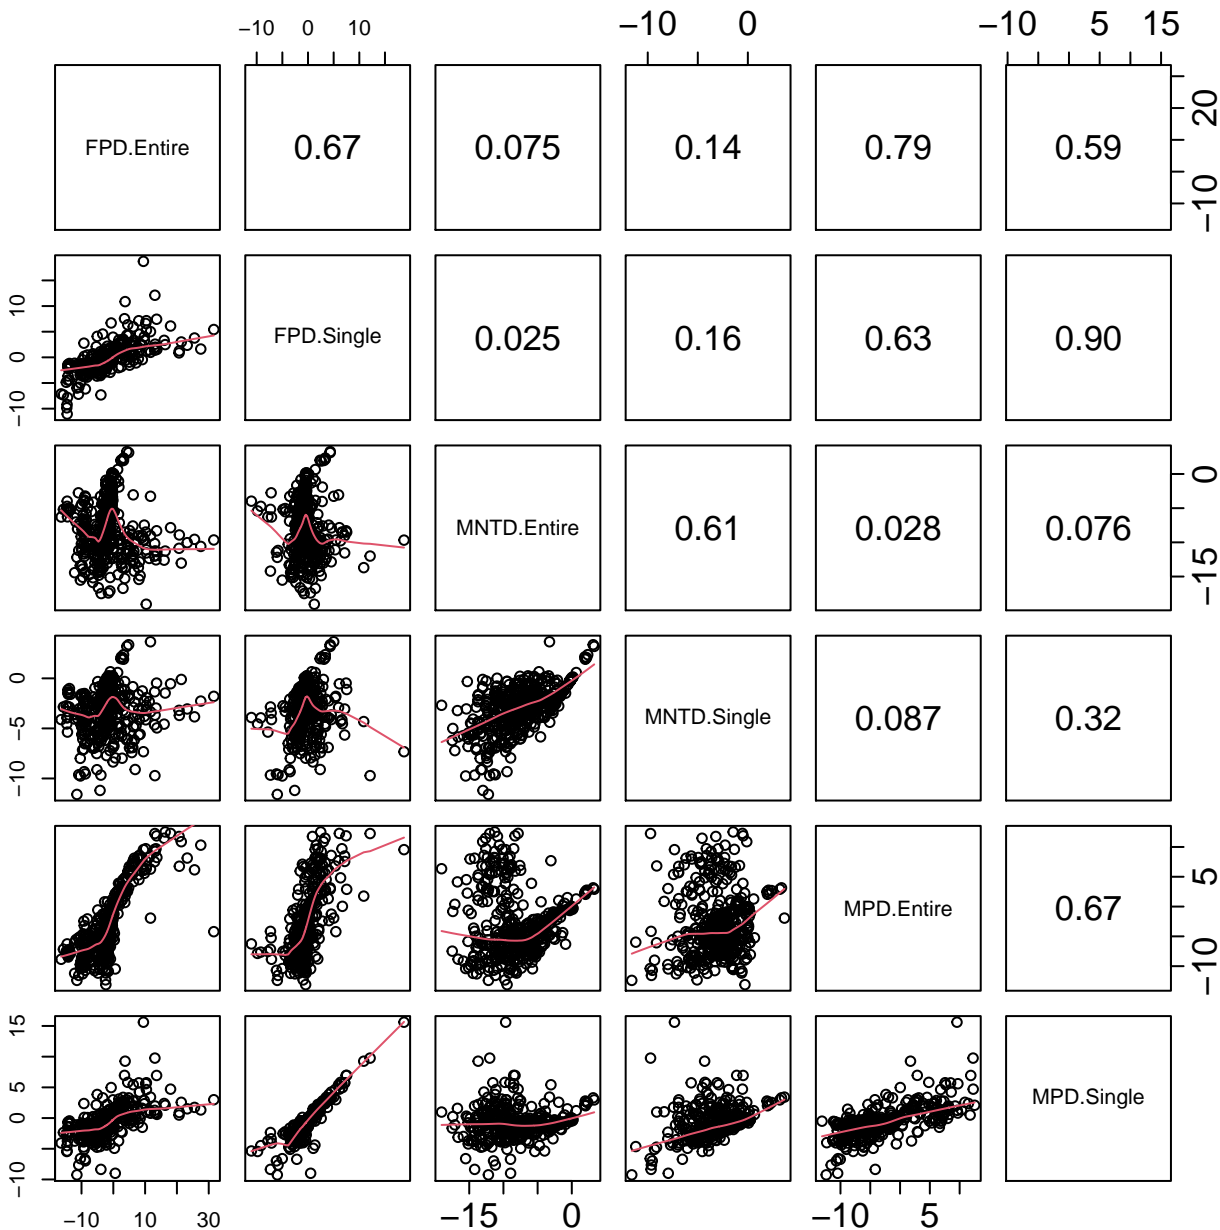 −10 0 10 −10 0 −10 5 15
FPD.Entire 0.67 0.075 0.14 0.79 0.59 −10 20
−10 0 10 FPD.Single 0.025 0.16 0.63 0.90
MNTD.Entire 0.61 0.028 0.076 −15 0
−10 −5 0 MNTD.Single 0.087 0.32
MPD.Entire 0.67 −10 5
−10 0 5 15 MPD.Single
−10 10 30 −15 0 −10 5